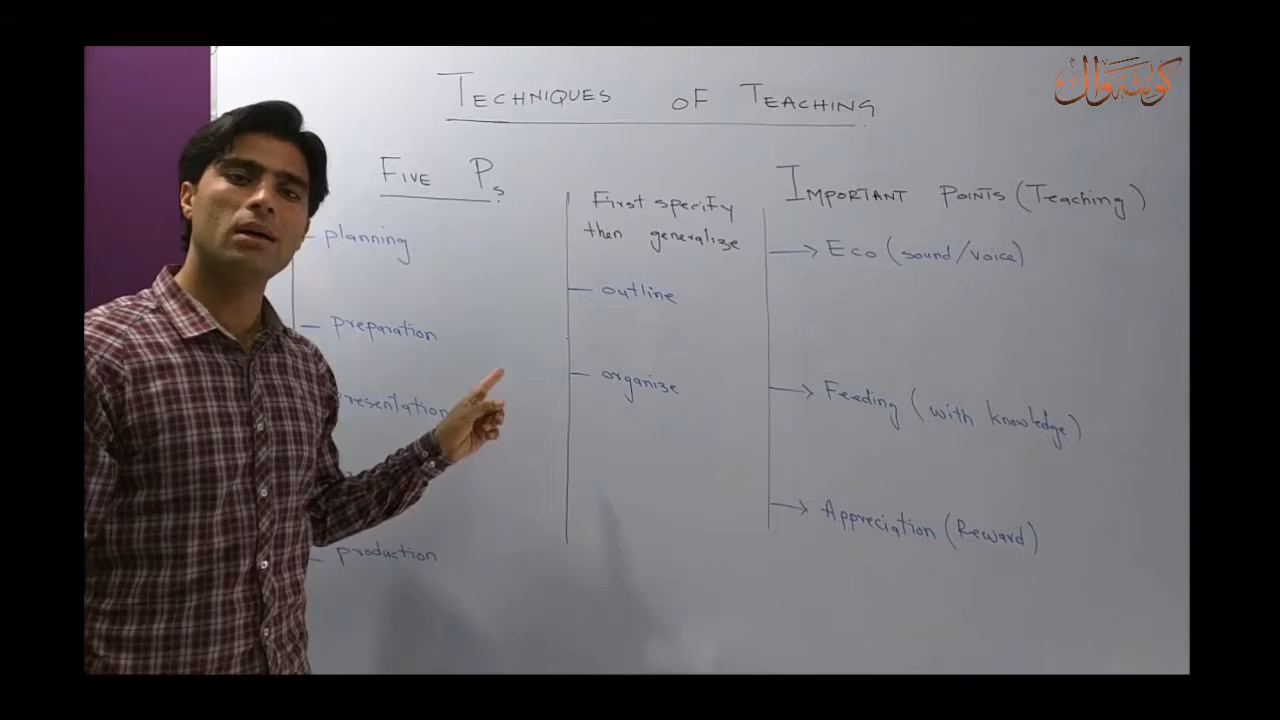 TECHNIQUES OF TEACHING
FIVE Ps
planning
preparation
Presentation
production
First specify
then generalize
outline
organize
IMPORTANT POINTS (Teaching)
Eco (sound/voice)
Feeding (with knowledge)
Appreciation (Reward)